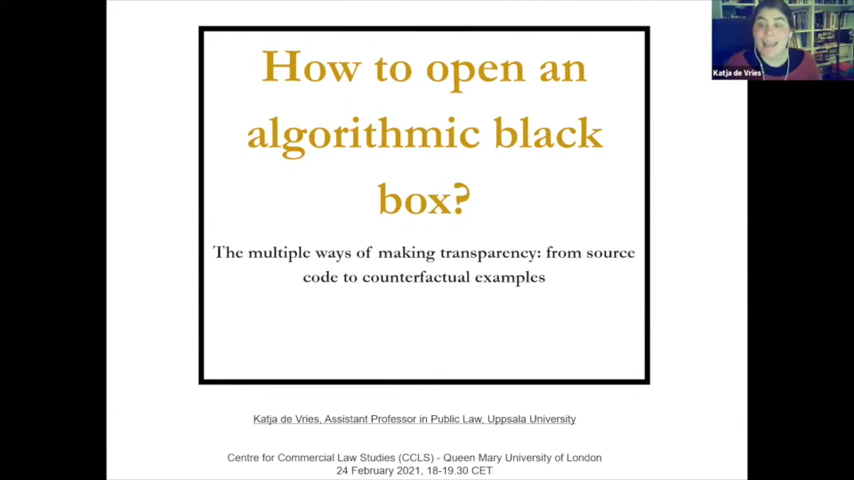 How to open an
algorithmic black
box?
The multiple ways of making transparency: from source
code to counterfactual examples
Katja de Vries, Assistant Professor in Public Law, Uppsala University
Centre for Commercial Law Studies (CCLS) - Queen Mary University of London
24 February 2021, 18-19.30 CET
Katja de Vries